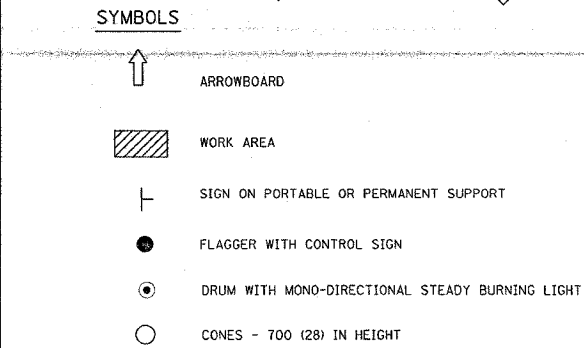 SYMBOLS
ARROWBOARD
WORK AREA
SIGN ON PORTABLE OR PERMANENT SUPPORT
FLAGGER WITH CONTROL SIGN
DRUM WITH MONO-DIRECTIONAL STEADY BURNING LIGHT
CONES - 700 (28) IN HEIGHT